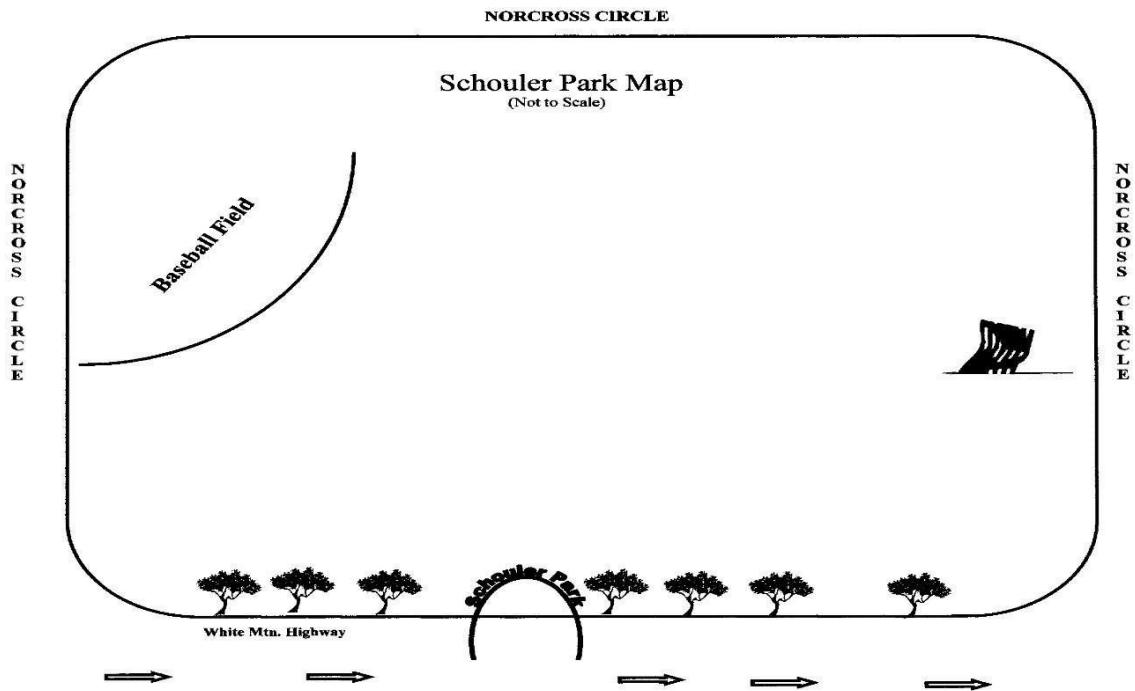 NORCROSS CIRCLE
Schouler Park Map
(Not to Scale)
NORCROSS CIRCLE
NORCROSS CIRCLE
Baseball Field
Schouler Park
White Mtn. Highway